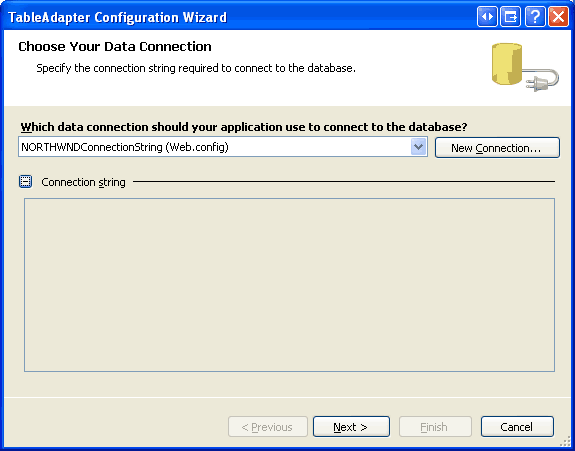 TableAdapter Configuration Wizard
Choose Your Data Connection
Specify the connection string required to connect to the database.
Which data connection should your application use to connect to the database?
NORTHWNDConnectionString (Web.config)
New Connection...
Connection string
< Previous
Next >
Finish
Cancel